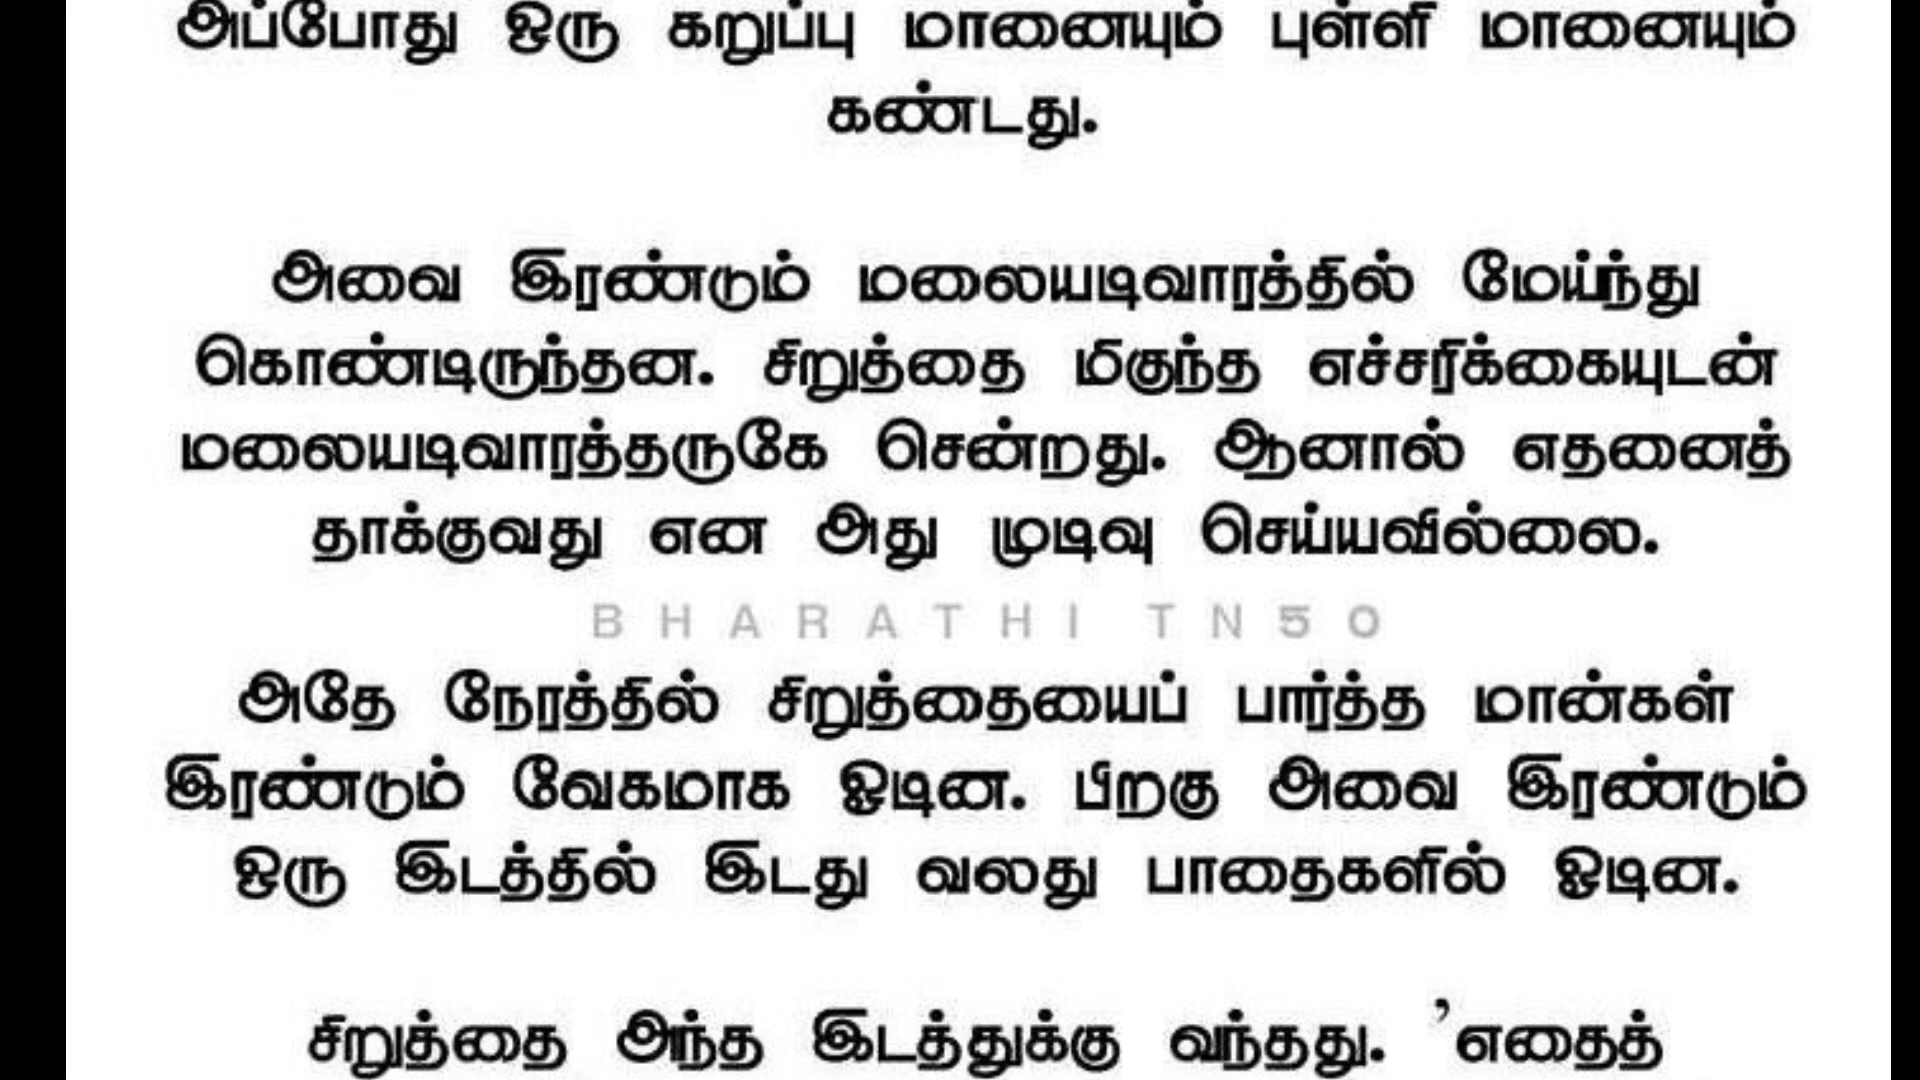 அப்போது ஒரு கறுப்பு மானையும் புள்ளி மானையும்
கண்டது.
அவை இரண்டும் மலையடிவாரத்தில் மேய்ந்து
கொண்டிருந்தன. சிறுத்தை மிகுந்த எச்சரிக்கையுடன்
மலையடிவாரத்தருகே சென்றது. ஆனால் எதனைத்
தாக்குவது என அது முடிவு செய்யவில்லை.
BHARATHI TN50
அதே நேரத்தில் சிறுத்தையைப் பார்த்த மான்கள்
இரண்டும் வேகமாக ஓடின. பிறகு அவை இரண்டும்
ஒரு இடத்தில் இடது வலது பாதைகளில் ஓடின.
சிறுத்தை அந்த இடத்துக்கு வந்தது. ’எதைத்